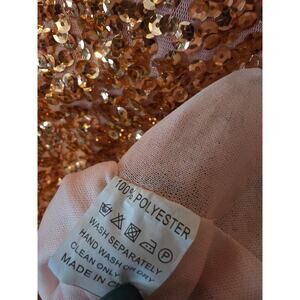 100% POLYESTER
WASH SEPARATELY
HAND WASH OR DRY
CLEAN ONLY
MADE IN